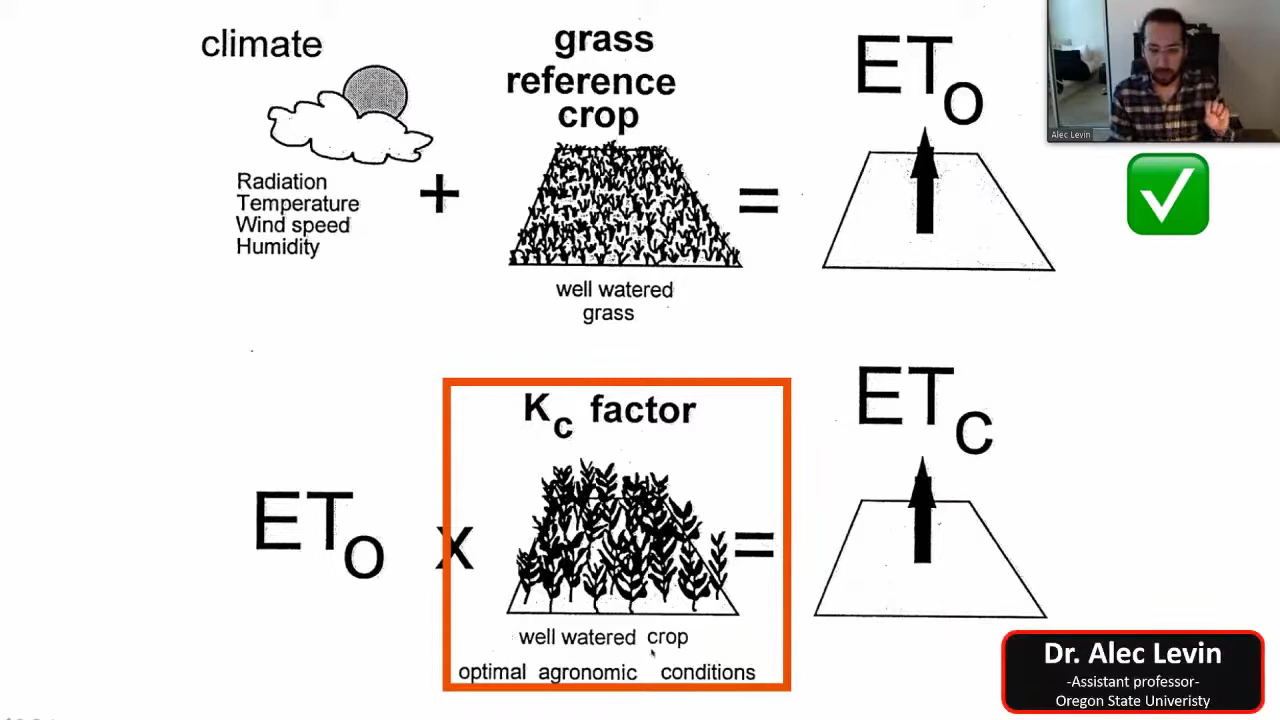 climate
Radiation
Temperature
Wind speed
Humidity
+
grass
reference
crop
well watered
grass
=
ETo
Alec Levin
ETo
x
Kc factor
well watered crop
optimal agronomic conditions
=
ETc
Dr. Alec Levin
-Assistant professor-
Oregon State Univeristy